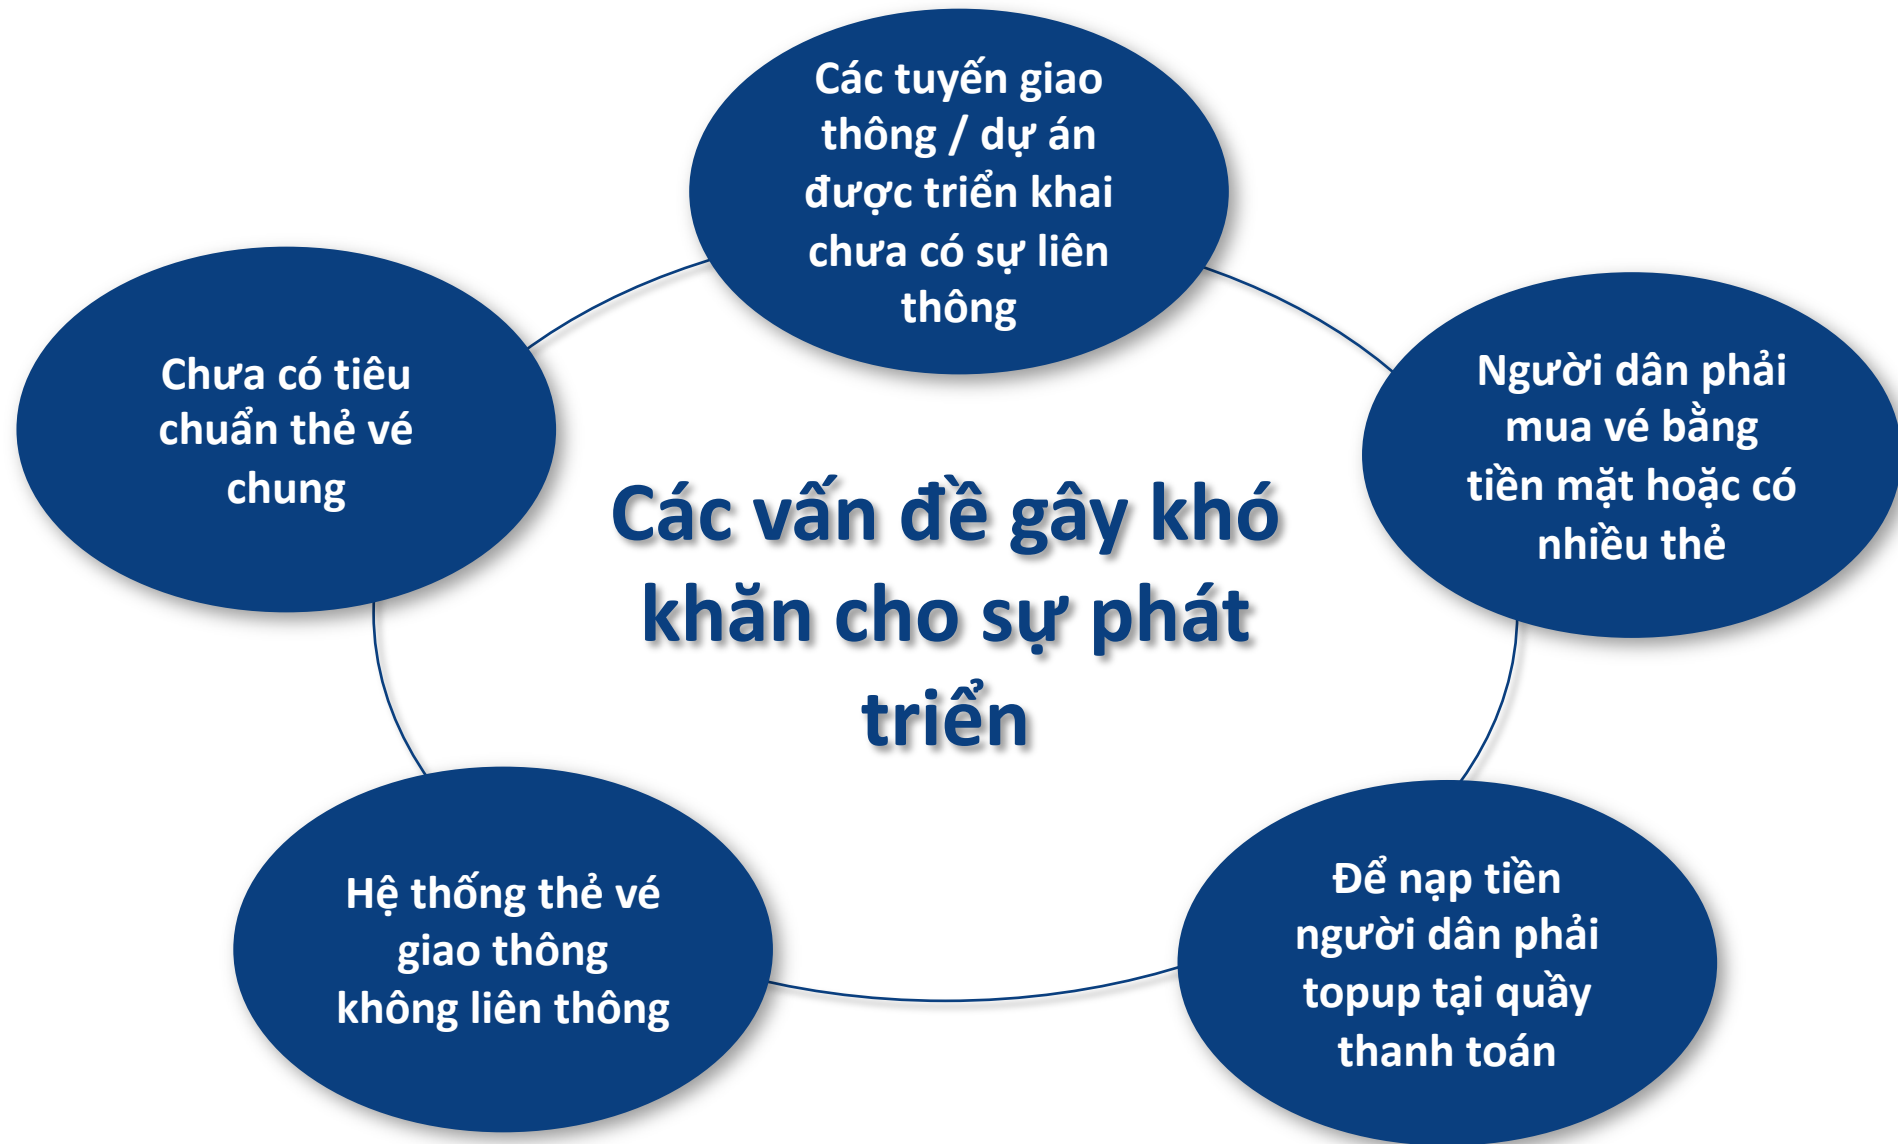 Các tuyến giao
thông / dự án
được triển khai
chưa có sự liên
thông
Người dân phải
mua vé bằng
tiền mặt hoặc có
nhiều thẻ
Để nạp tiền
người dân phải
topup tại quầy
thanh toán
Hệ thống thẻ vé
giao thông
không liên thông
Chưa có tiêu
chuẩn thẻ vé
chung
Các vấn đề gây khó
khăn cho sự phát
triển